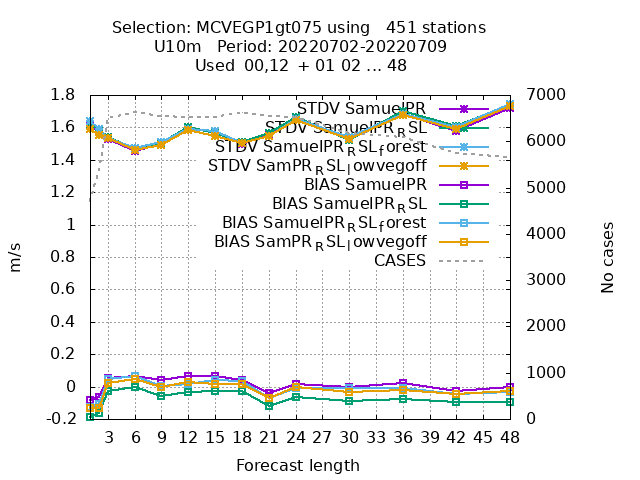 Selection: MCVEGP1gt075 using   451 stations
U10m   Period: 20220702-20220709
Used  00,12  + 01 02 ... 48
1.8
1.6
1.4
1.2
1
0.8
0.6
0.4
0.2
0
-0.2
7000
6000
5000
4000
3000
2000
1000
0
STDV SamuelPR
STDV SamuelPR_RSL
STDV SamuelPR_RSL_forest
STDV SamPR_RSL_lowvegoff
BIAS SamuelPR
BIAS SamuelPR_RSL
BIAS SamuelPR_RSL_forest
BIAS SamPR_RSL_lowvegoff
CASES
m/s
No cases
3 6 9 12 15 18 21 24 27 30 33 36 39 42 45 48
Forecast length